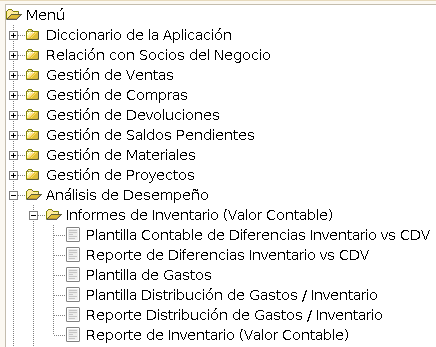 Menú
Diccionario de la Aplicación
Relación con Socios del Negocio
Gestión de Ventas
Gestión de Compras
Gestión de Devoluciones
Gestión de Saldos Pendientes
Gestión de Materiales
Gestión de Proyectos
Análisis de Desempeño
Informes de Inventario (Valor Contable)
Plantilla Contable de Diferencias Inventario vs CDV
Reporte de Diferencias Inventario vs CDV
Plantilla de Gastos
Plantilla Distribución de Gastos / Inventario
Reporte Distribución de Gastos / Inventario
Reporte de Inventario (Valor Contable)